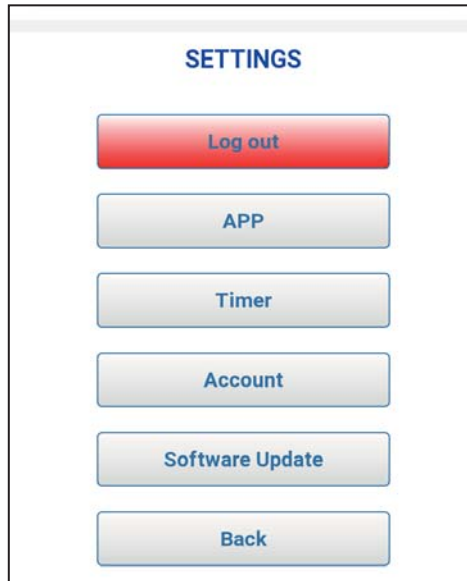 SETTINGS
Log out
APP
Timer
Account
Software Update
Back